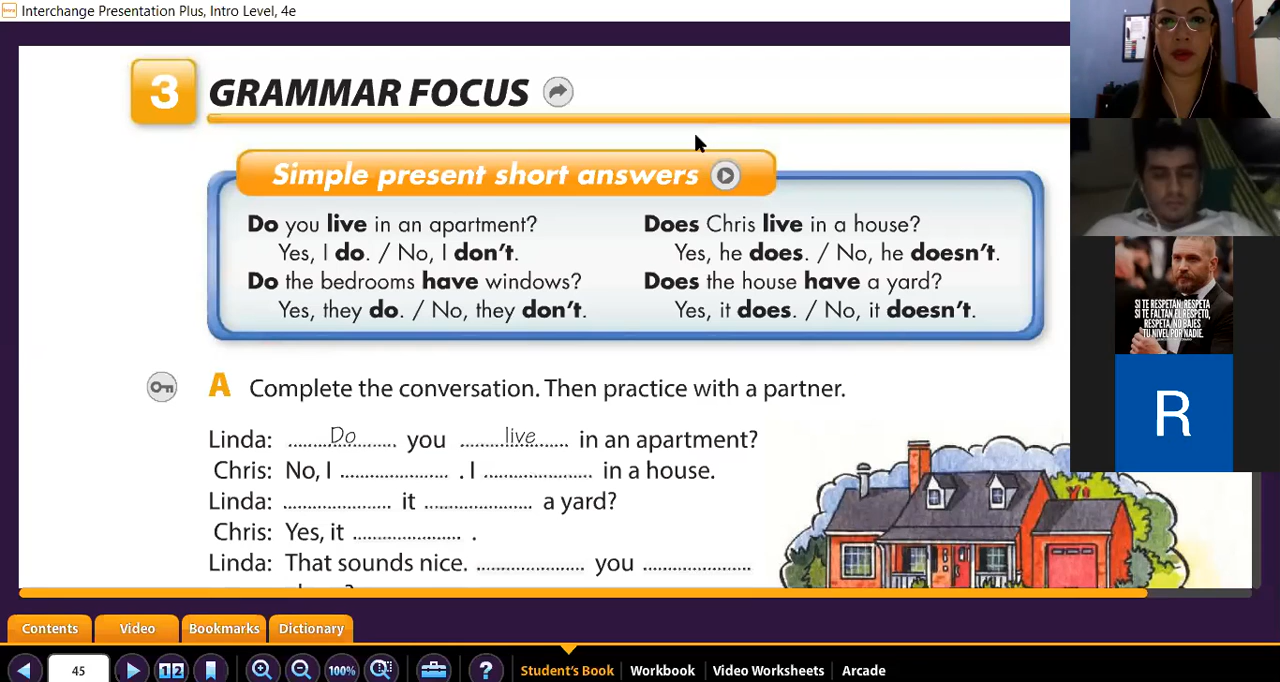 Interchange Presentation Plus, Intro Level, 4e
3 GRAMMAR FOCUS
Simple present short answers
Do you live in an apartment?
Yes, I do. / No, I don't.
Do the bedrooms have windows?
Yes, they do. / No, they don't.
Does Chris live in a house?
Yes, he does. / No, he doesn't.
Does the house have a yard?
Yes, it does. / No, it doesn't.
A Complete the conversation. Then practice with a partner.
Linda: ........Do........ you ........live........ in an apartment?
Chris: No, I ..................... . I ..................... in a house.
Linda: ..................... it ..................... a yard?
Chris: Yes, it ..................... .
Linda: That sounds nice. ..................... you .....................
SI TE RESPETAN, RESPETA
SI TE FALTAN EL RESPETO,
RESPETA, NO BAJES
TU NIVEL POR NADIE.
R
Contents Video Bookmarks Dictionary
45 1 2 100% ? Student's Book Workbook Video Worksheets Arcade